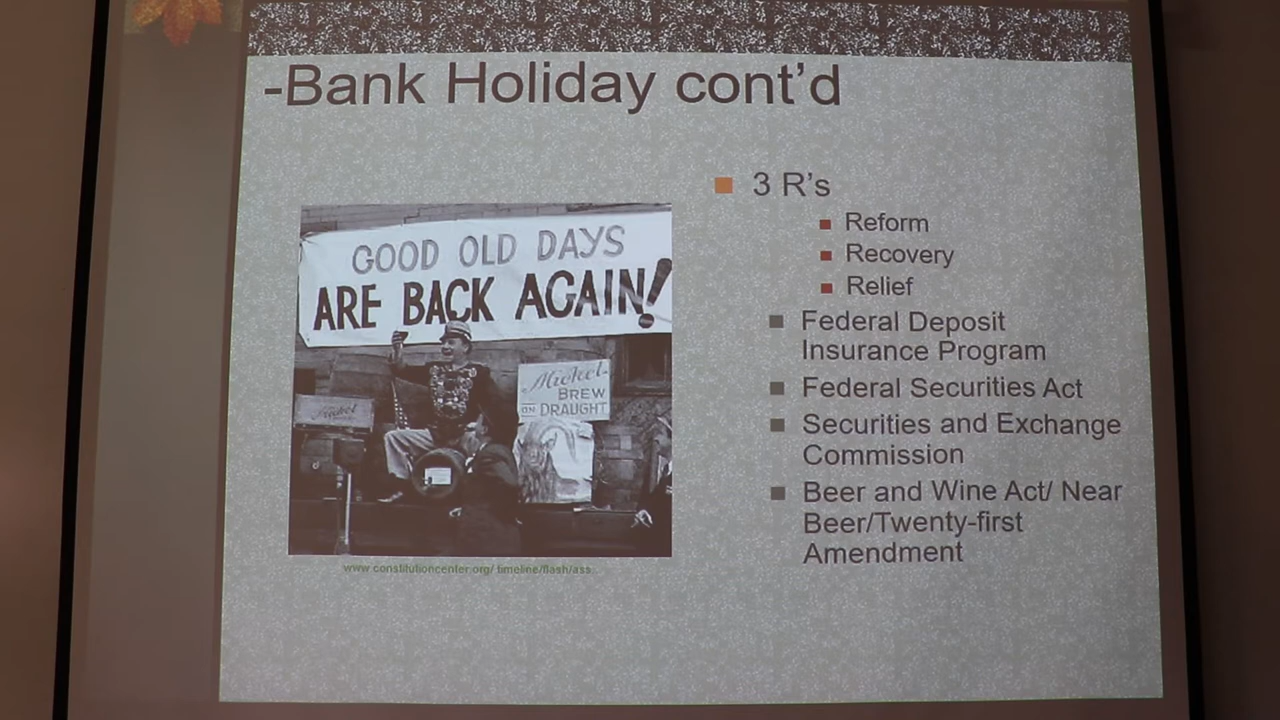 -Bank Holiday cont'd
GOOD OLD DAYS
ARE BACK AGAIN!
Mickel
Mickel
BREW
ON DRAUGHT
www.constitutioncenter.org/ timeline/flash/ass...
3 R's
Reform
Recovery
Relief
Federal Deposit
Insurance Program
Federal Securities Act
Securities and Exchange
Commission
Beer and Wine Act/ Near
Beer/Twenty-first
Amendment